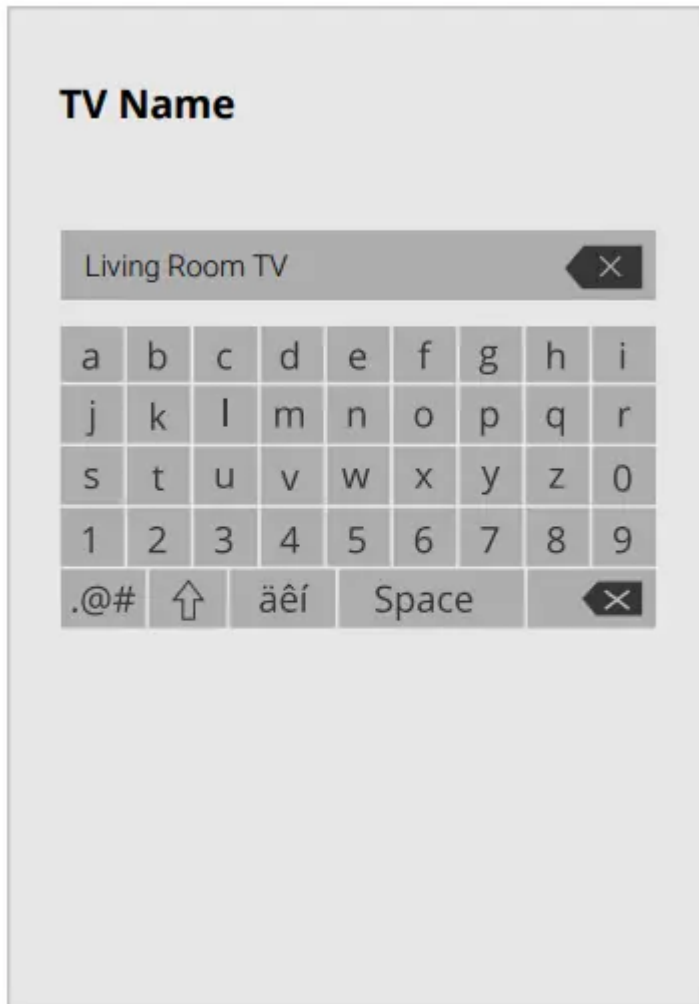 TV Name
Living Room TV
a b c d e f g h i
j k l m n o p q r
s t u v w x y z 0
1 2 3 4 5 6 7 8 9
.@# äêí Space